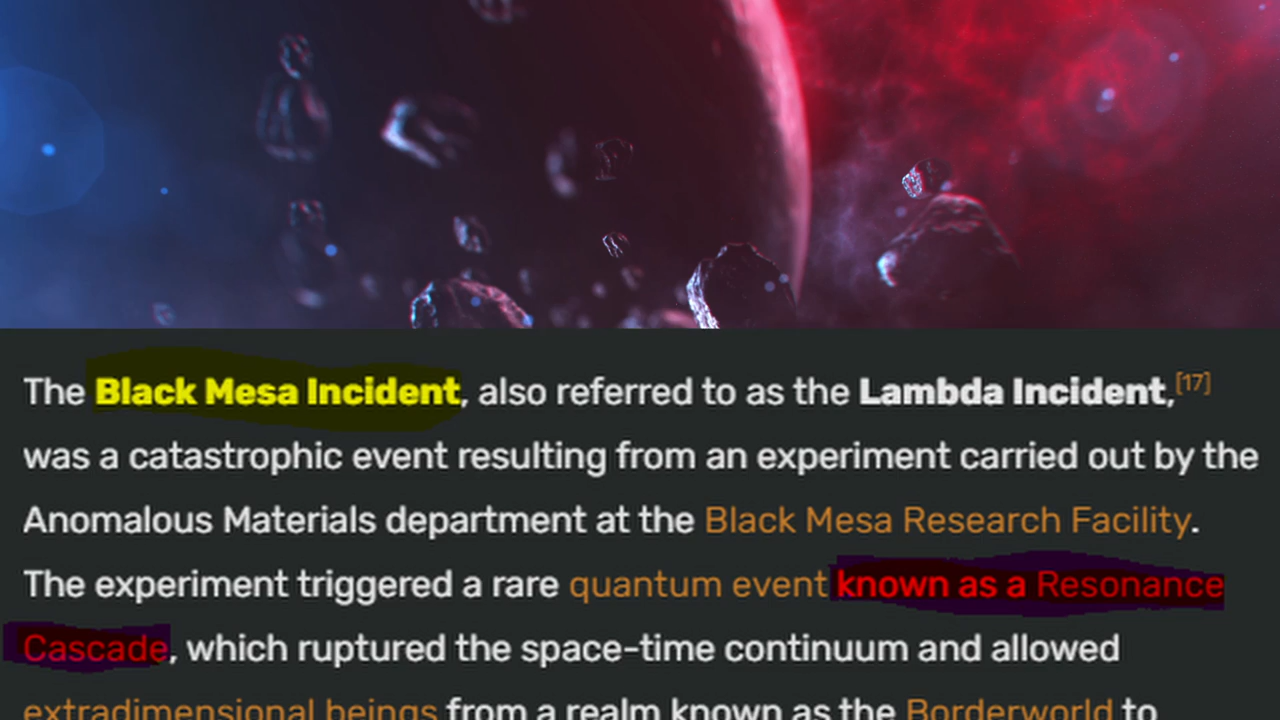 The Black Mesa Incident, also referred to as the Lambda Incident,[17]
was a catastrophic event resulting from an experiment carried out by the
Anomalous Materials department at the Black Mesa Research Facility.
The experiment triggered a rare quantum event known as a Resonance
Cascade, which ruptured the space-time continuum and allowed
extradimensional beings from a realm known as the Borderworld to